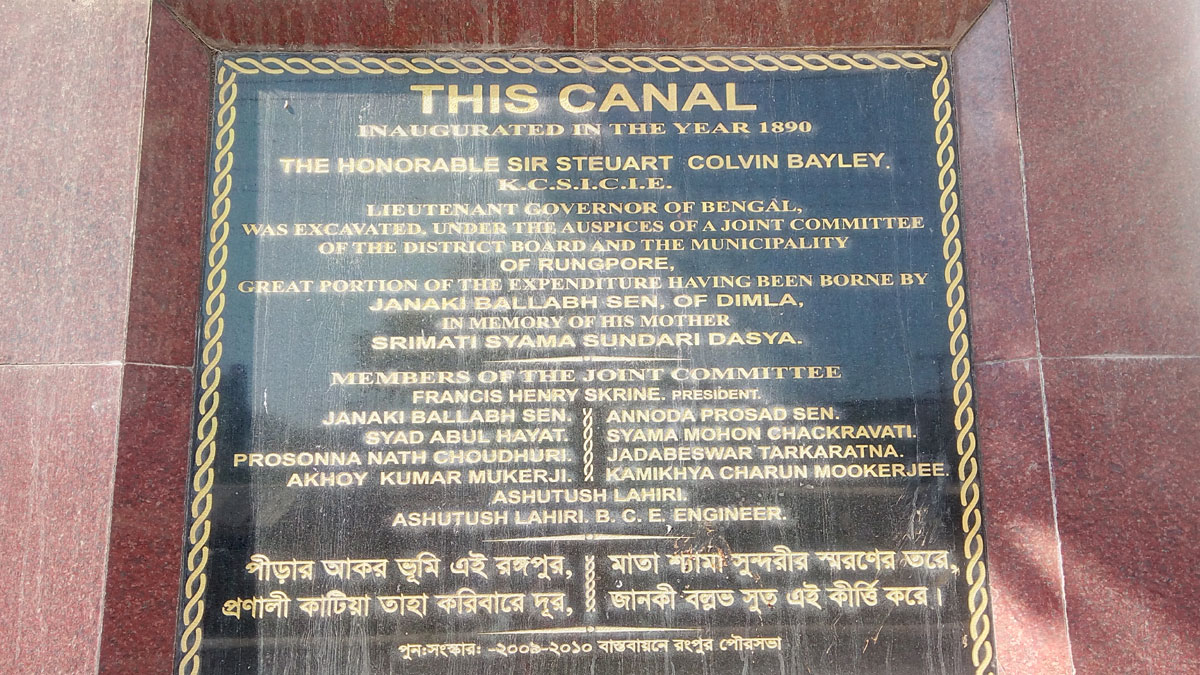 THIS CANAL
INAUGURATED IN THE YEAR 1890
THE HONORABLE SIR STEUART COLVIN BAYLEY.
K.C.S.I.C.I.E.
LIEUTENANT GOVERNOR OF BENGAL,
WAS EXCAVATED, UNDER THE AUSPICES OF A JOINT COMMITTEE
OF THE DISTRICT BOARD AND THE MUNICIPALITY
OF RUNGPORE,
GREAT PORTION OF THE EXPENDITURE HAVING BEEN BORNE BY
JANAKI BALLABH SEN, OF DIMLA,
IN MEMORY OF HIS MOTHER
SRIMATI SYAMA SUNDARI DASYA.
MEMBERS OF THE JOINT COMMITTEE
FRANCIS HENRY SKRINE. PRESIDENT.
JANAKI BALLABH SEN. ANNODA PROSAD SEN.
SYAD ABUL HAYAT. SYAMA MOHON CHACKRAVATI.
PROSONNA NATH CHOUDHURI. JADABESWAR TARKARATNA.
AKHOY KUMAR MUKERJI. KAMIKHYA CHARUN MOOKERJEE.
ASHUTUSH LAHIRI.
ASHUTUSH LAHIRI. B. C. E. ENGINEER.
পীড়ার আকর ভূমি এই রঙ্গপুর, মাতা শ্যামা সুন্দরীর স্মরণের তরে,
প্রণালী কাটিয়া তাহা করিবারে দূর, জানকী বল্লভ সুত এই কীর্ত্তি করে।
পুন:সংস্কার: -২০০৯-২০১০ বাস্তবায়নে রংপুর পৌরসভা